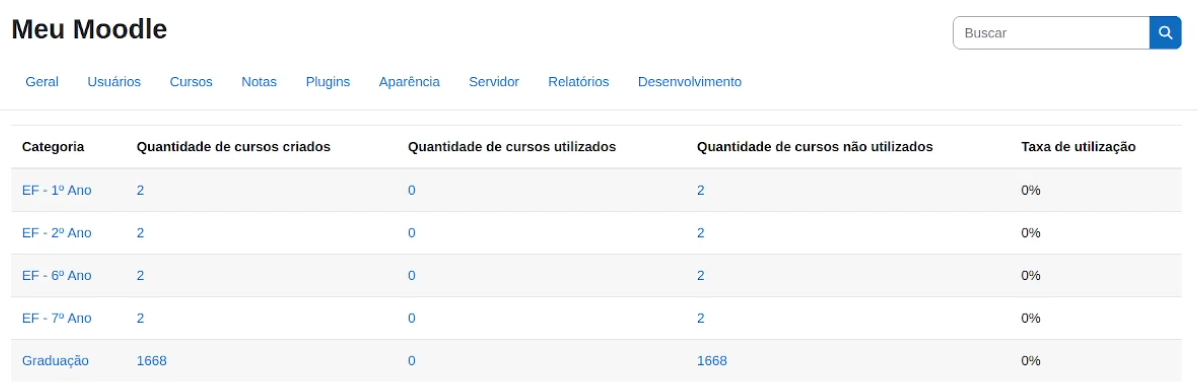 Meu Moodle
Buscar
Geral Usuários Cursos Notas Plugins Aparência Servidor Relatórios Desenvolvimento
Categoria Quantidade de cursos criados Quantidade de cursos utilizados Quantidade de cursos não utilizados Taxa de utilização
EF - 1º Ano 2 0 2 0%
EF - 2º Ano 2 0 2 0%
EF - 6º Ano 2 0 2 0%
EF - 7º Ano 2 0 2 0%
Graduação 1668 0 1668 0%